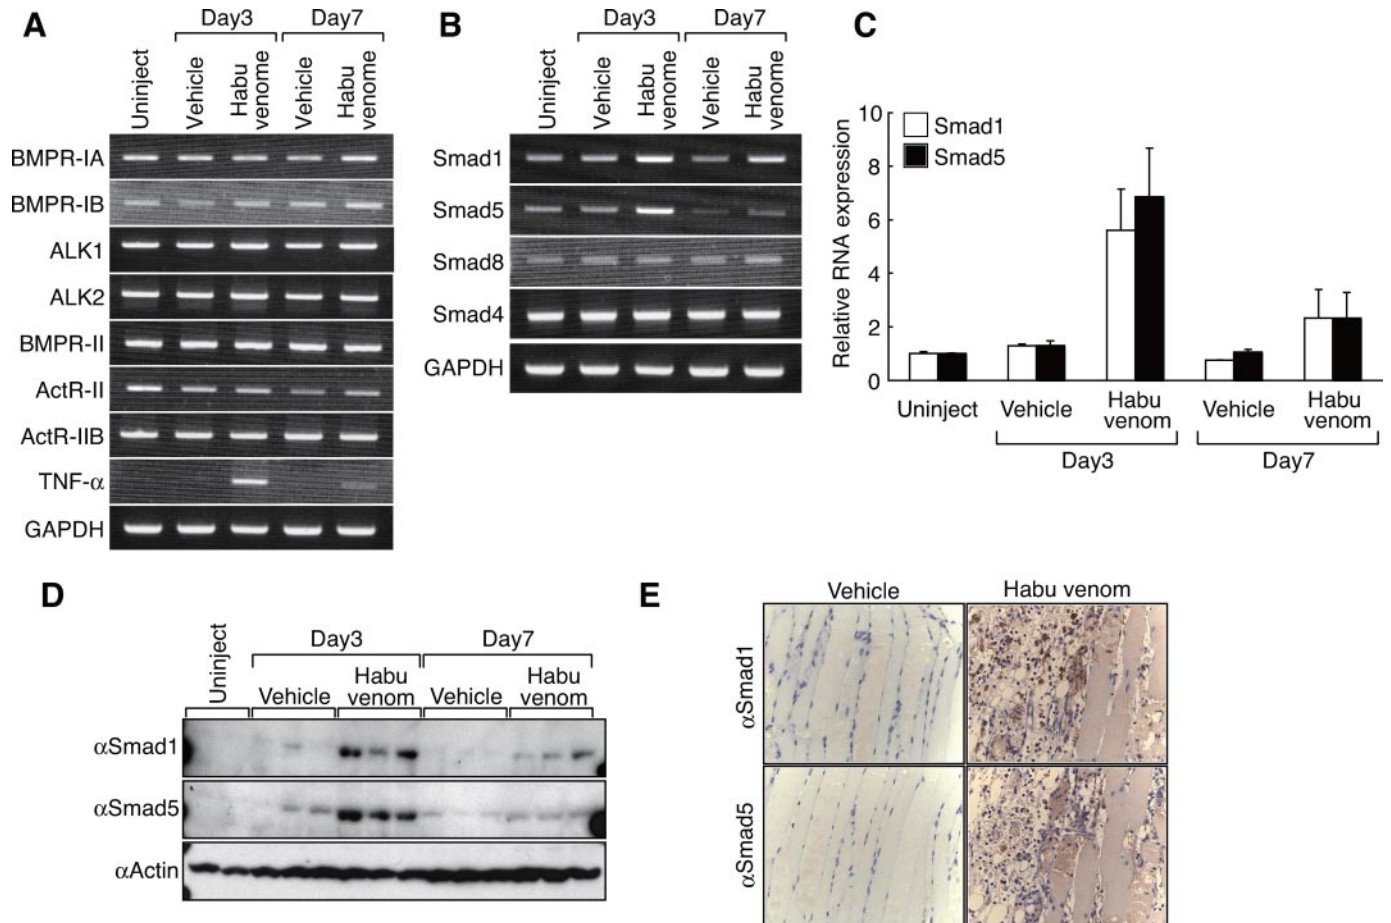 A
Day3
Day7
Uninject
Vehicle
Habu
venome
Vehicle
Habu
venome
BMPR-IA
BMPR-IB
ALK1
ALK2
BMPR-II
ActR-II
ActR-IIB
TNF-α
GAPDH
B
Day3
Day7
Uninject
Vehicle
Habu
venome
Vehicle
Habu
venome
Smad1
Smad5
Smad8
Smad4
GAPDH
C
Relative RNA expression
10
8
6
4
2
0
Smad1
Smad5
Uninject
Vehicle
Habu
venom
Vehicle
Habu
venom
Day3
Day7
D
Uninject
Day3
Day7
Vehicle
Habu
venom
Vehicle
Habu
venom
αSmad1
αSmad5
αActin
E
Vehicle
Habu venom
αSmad1
αSmad5